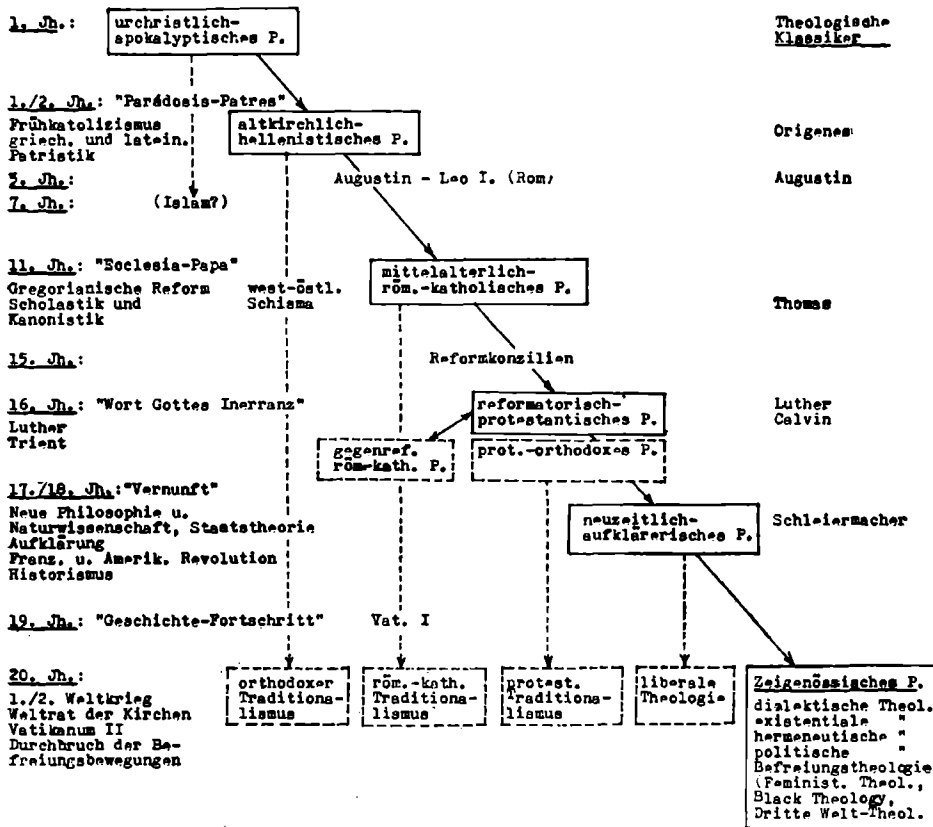 1. Jh.:
urchristlich-
apokalyptisches P.
Theologische
Klassiker
1./2. Jh.: "Parádosis-Patres"
Frühkatolizismus
griech. und latein.
Patristik
altkirchlich-
hellenistisches P.
Origenes
5. Jh.:
Augustin - Leo I. (Rom)
Augustin
7. Jh.:
(Islam?)
11. Jh.: "Ecclesia-Papa"
Gregorianische Reform
Scholastik und
Kanonistik
west-östl.
Schisma
mittelalterlich-
röm.-katholisches P.
Thomas
15. Jh.:
Reformkonzilien
16. Jh.: "Wort Gottes Inerranz"
Luther
Trient
reformatorisch-
protestantisches P.
Luther
Calvin
gegenref.
röm-kath. P.
prot.-orthodoxes P.
17./18. Jh.:"Vernunft"
Neue Philosophie u.
Naturwissenschaft, Staatstheorie
Aufklärung
Franz. u. Amerik. Revolution
Historismus
neuzeitlich-
aufklärerisches P.
Schleiermacher
19. Jh.: "Geschichte-Fortschritt"
Vat. I
20. Jh.:
1./2. Weltkrieg
Weltrat der Kirchen
Vatikanum II
Durchbruch der Be-
freiungsbewegungen
orthodoxer
Traditiona-
lismus
röm.-kath.
Traditiona-
lismus
protest.
Traditiona-
lismus
liberale
Theologie
Zeigenössisches P.
dialektische Theol.
existentiale "
hermeneutische "
politische "
Befreiungstheologie
(Feminist. Theol.,
Black Theology,
Dritte Welt-Theol.